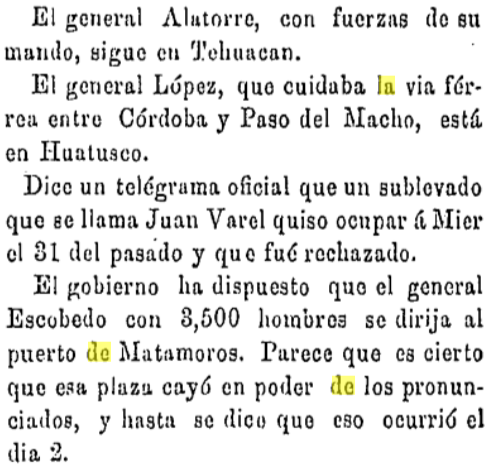 El general Alatorre, con fuerzas de su
mando, sigue en Tehuacan.
El general López, que cuidaba la via fér-
rea entre Córdoba y Paso del Macho, está
en Huatusco.
Dice un telégrama oficial que un sublevado
que se llama Juan Varel quiso ocupar á Mier
el 31 del pasado y que fué rechazado.
El gobierno ha dispuesto que el general
Escobedo con 3,500 hombres se dirija al
puerto de Matamoros. Parece que es cierto
que esa plaza cayó en poder de los pronun-
ciados, y hasta se dice que eso ocurrió el
dia 2.